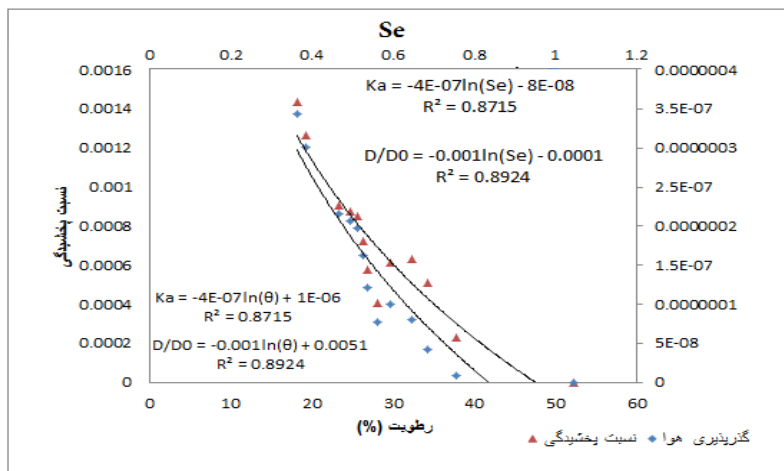 Se
0 0.2 0.4 0.6 0.8 1 1.2
0.0016
0.0014
0.0012
0.001
0.0008
0.0006
0.0004
0.0002
0
نسبت پخشیدگی
Ka = -4E-07ln(Se) - 8E-08
R² = 0.8715
D/D0 = -0.001ln(Se) - 0.0001
R² = 0.8924
Ka = -4E-07ln(θ) + 1E-06
R² = 0.8715
D/D0 = -0.001ln(θ) + 0.0051
R² = 0.8924
0.0000004
3.5E-07
0.0000003
2.5E-07
0.0000002
1.5E-07
0.0000001
5E-08
0
0 10 20 30 40 50 60
رطوبت (%)
نسبت پخشیدگی
گذرپذیری هوا